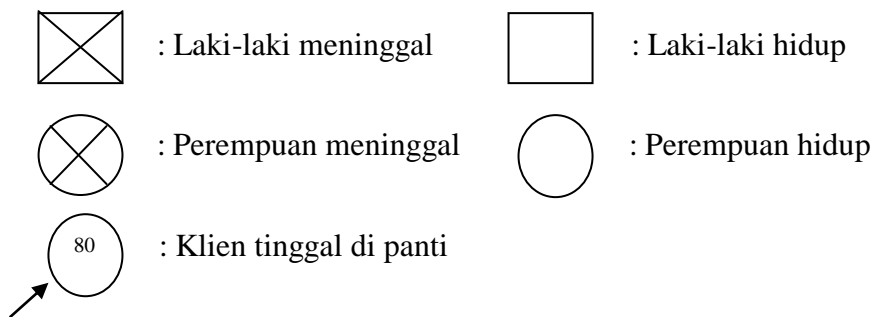 : Laki-laki meninggal : Laki-laki hidup
: Perempuan meninggal : Perempuan hidup
80 : Klien tinggal di panti